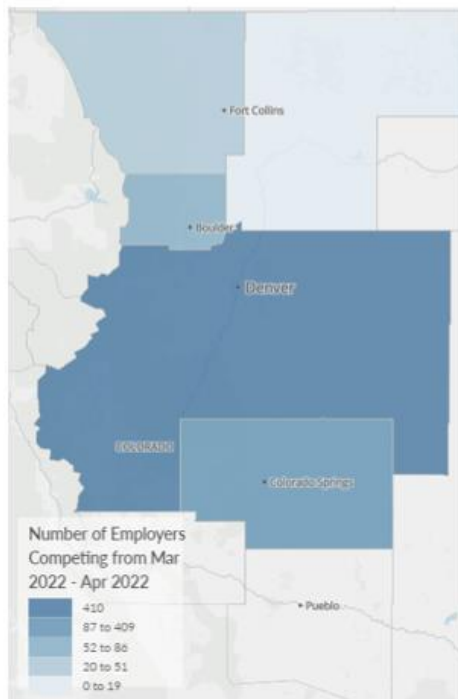 Fort Collins
Boulder
Denver
COLORADO
Colorado Springs
Number of Employers
Competing from Mar
2022 - Apr 2022
410
87 to 409
52 to 86
20 to 51
0 to 19
Pueblo